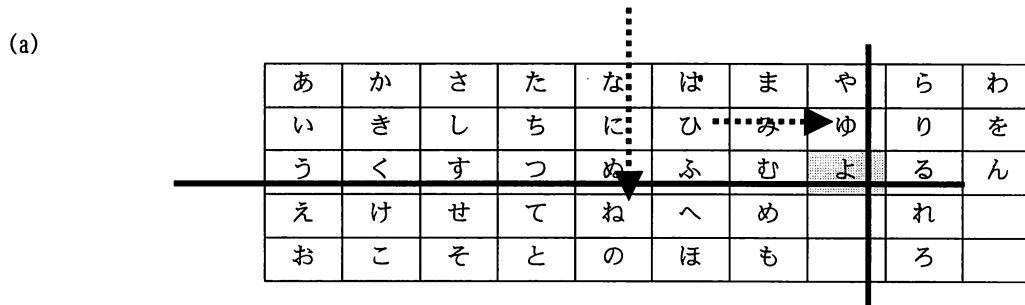 (a)
あ か さ た な は ま や ら わ
い き し ち に ひ み ゆ り を
う く す つ ぬ ふ む よ る ん
え け せ て ね へ め れ
お こ そ と の ほ も ろ